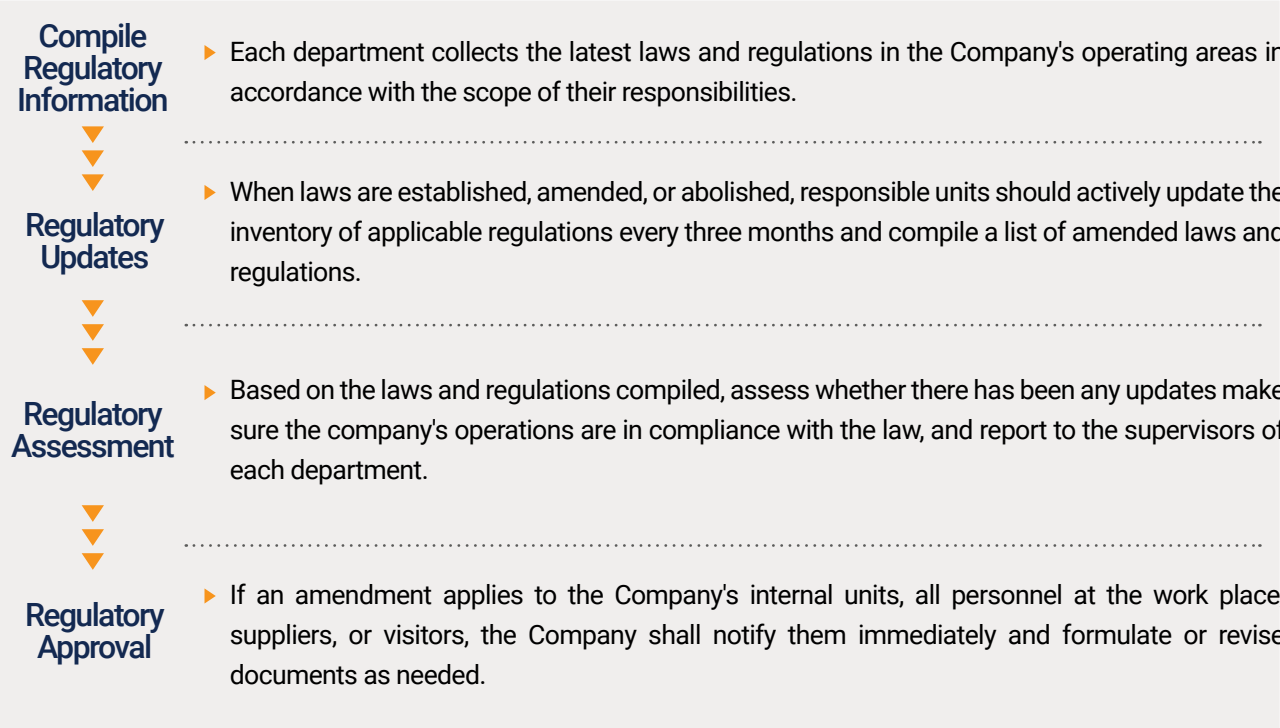 Compile
Regulatory
Information
Each department collects the latest laws and regulations in the Company's operating areas in
accordance with the scope of their responsibilities.
Regulatory
Updates
When laws are established, amended, or abolished, responsible units should actively update the
inventory of applicable regulations every three months and compile a list of amended laws and
regulations.
Regulatory
Assessment
Based on the laws and regulations compiled, assess whether there has been any updates make
sure the company's operations are in compliance with the law, and report to the supervisors of
each department.
Regulatory
Approval
If an amendment applies to the Company's internal units, all personnel at the work place
suppliers, or visitors, the Company shall notify them immediately and formulate or revise
documents as needed.